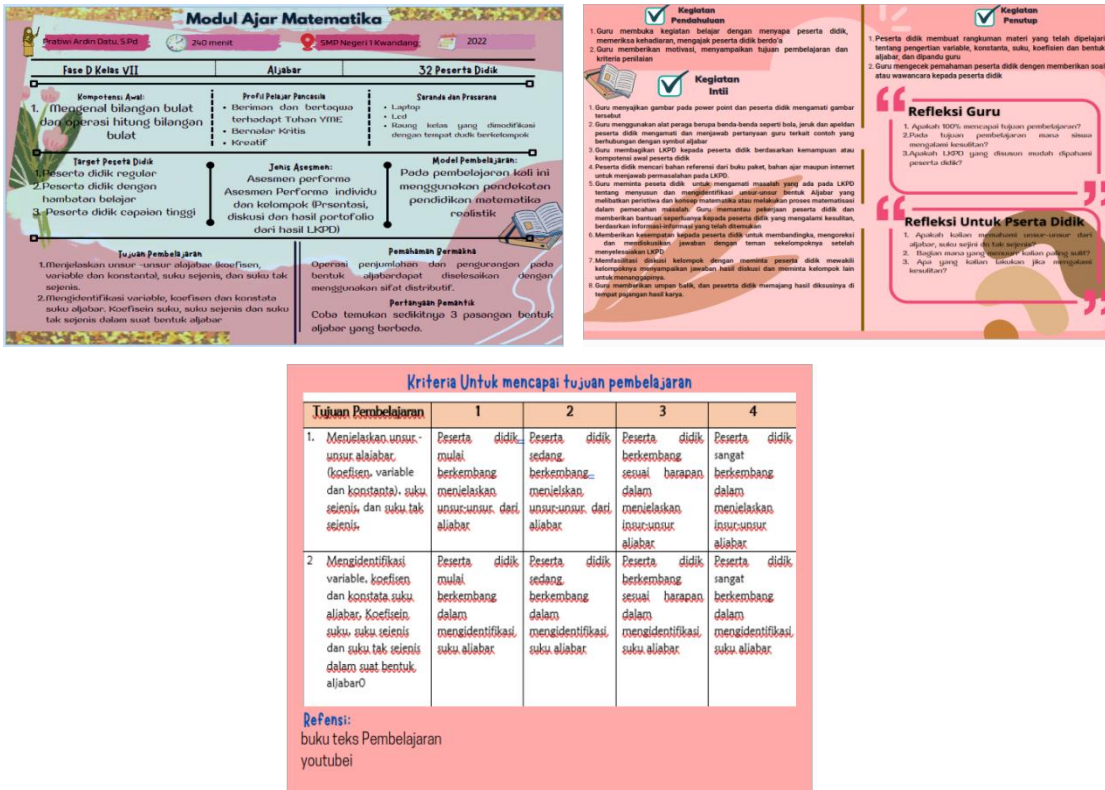 Modul Ajar Matematika
Pratiwi Ardin Datu, S.Pd
240 menit
SMP Negeri 1 Kwandang
2022
Fase D Kelas VII
Aljabar
32 Peserta Didik
Kompotensi Awal:
1. Mengenal bilangan bulat
dan operasi hitung bilangan
bulat
Profil Pelajar Pancasila
• Beriman dan bertaqwa
terhadapt Tuhan YME
• Bernalar Kritis
• Kreatif
Saranda dan Prasarana
• Laptop
• Lcd
• Raung kelas yang dimodifikasi
dengan tempat dudk berkelompok
Target Peseta Didik
1.Peserta didik regular
2.Peserta didik dengan
hambatan belajar
3. Peserta didik capaian tinggi
Jenis Asesmen:
Asesmen performa
Asesmen Performa individu
dan kelompok (Prsentasi,
diskusi dan hasil portofolio
dari hasil LKPD)
Model Pembelajaran:
Pada pembelajaran kali ini
menggunakan pendekatan
pendidikan matematika
realistik
Tujuan Pembelajaran
1.Menjelaskan unsur -unsur alajabar (koefisen,
variable dan konstanta), suku sejenis, dan suku tak
sejenis.
2.Mengidentifikasi variable, koefisen dan konstata
suku aljabar. Koefisein suku, suku sejenis dan suku
tak sejenis dalam suat bentuk aljabar
Pemahaman Bermakna
Operasi penjumlahan dan pengurangan pada
bentuk aljabardapat diselesaikan dengan
menggunakan sifat distributif.
Pertangyaan Pemantik
Coba temukan sedikitnya 3 pasangan bentuk
aljabar yang berbeda.
Kegiatan
Pendahuluan
1. Guru membuka kegiatan belajar dengan menyapa peserta didik,
memeriksa kehadiaran, mengajak peserta didik berdo'a
2. Guru memberikan motivasi, menyampaikan tujuan pembelajaran dan
kriteria penilaian
Kegiatan
Intii
1. Guru menyajikan gambar pada power point dan peserta didik mengamati gambar
tersebut
2. Guru menggunakan alat peraga berupa benda-benda seperti bola, jeruk dan apelden
peserta didik mengamati dan menjawab pertanyaan guru terkait contoh yang
berhubungan dengan symbol aljabar
3. Guru membagikan LKPD kepada peserta didik berdasarkan kemampuan atau
kompotensi awal peserta didik
4. Peserta didik mencari bahan referensi dari buku paket, bahan ajar maupun internet
untuk menjawab permasalahan pada LKPD.
5. Guru meminta peseta didik untuk mengamati masalah yang ada pada LKPD
tentang menyusun dan mengidentifikasi unsur-unsur bentuk Aljabar yang
melibatkan peristiwa dan konsep matematika atau melakukan proses matematisasi
dalam pemecahan masalah. Guru memantau pekerjaan peserta didik dan
memberikan bantuan seperluanya kepada peserta didik yang mengalami kesulitan,
berdasrkan informasi-informasi yang telah ditemukan
6. Memberikan kesempatan kepada peserta didik untuk membandingka, mengoreksi
dan mendiskusikan jawaban dengan teman sekelompoknya setelah
menyelessiakan LKPD
7. Memfasilitasi diskusi kelompok dengan meminta peserta didik mewakili
kelompoknya menyampaikan jawaban hasil diskusi dan meminta kelompok lain
untuk menanggapinya.
8. Guru memberikan umpan balik, dan pesetrta didik memajang hasil dikusinya di
tempat pajangan hasil karya.
Kegiatan
Penutup
1. Peserta didik membuat rangkuman materi yang telah dipelajari
tentang pengertian variable, konstanta, suku, koefisien dan bentuk
aljabar, dan dipandu guru
2. Guru mengecek pemahaman peserta didik dengan memberikan soal
atau wawancara kepada peserta didik
Refleksi Guru
1. Apakah 100% mencapai tujuan pembelajaran?
2.Pada tujuan pembelajaran mana siswa
mengalami kesulitan?
3.Apakah LKPD yang disusun mudah dipahami
peserta didik?
Refleksi Untuk Pserta Didik
1. Apakah kalian memahami unsur-unsur dari
aljabar, suku sejini dn tak sejenis?
2. Bagian mana yang menurur kalian paling sulit?
3. Apa yang kalian lakukan jika mengalami
kesulitan?
Kriteria Untuk mencapai tujuan pembelajaran
Tujuan Pembelajaran 1 2 3 4
1. Menjelaskan unsur -
unsur alajabar
(koefisen, variable
dan konstanta), suku
sejenis, dan suku tak
sejenis.
Peserta didik
mulai
berkembang
menjelaskan
unsur-unsur dari
aljabar
Peserta didik
sedang
berkembang
menjelskan
unsur-unsur dari
aljabar
Peserta didik
berkembang
sesuai harapan
dalam
menjelaskan
insur-unsur
aljabar
Peserta didik
sangat
berkembang
dalam
menjelaskan
insur-unsur
aljabar
2 Mengidentifikasi
variable, koefisen
dan konstata suku
aljabar. Koefisein
suku, suku sejenis
dan suku tak sejenis
dalam suat bentuk
aljabar0
Peserta didik
mulai
berkembang
dalam
mengidentifikasi
suku aljabar
Peserta didik
sedang
berkembang
dalam
mengidentifikasi
suku aljabar
Peserta didik
berkembang
sesuai harapan
dalam
mengidentifikasi
suku aljabar
Peserta didik
sangat
berkembang
dalam
mengidentifikasi
suku aljabar
Refensi:
buku teks Pembelajaran
youtubei